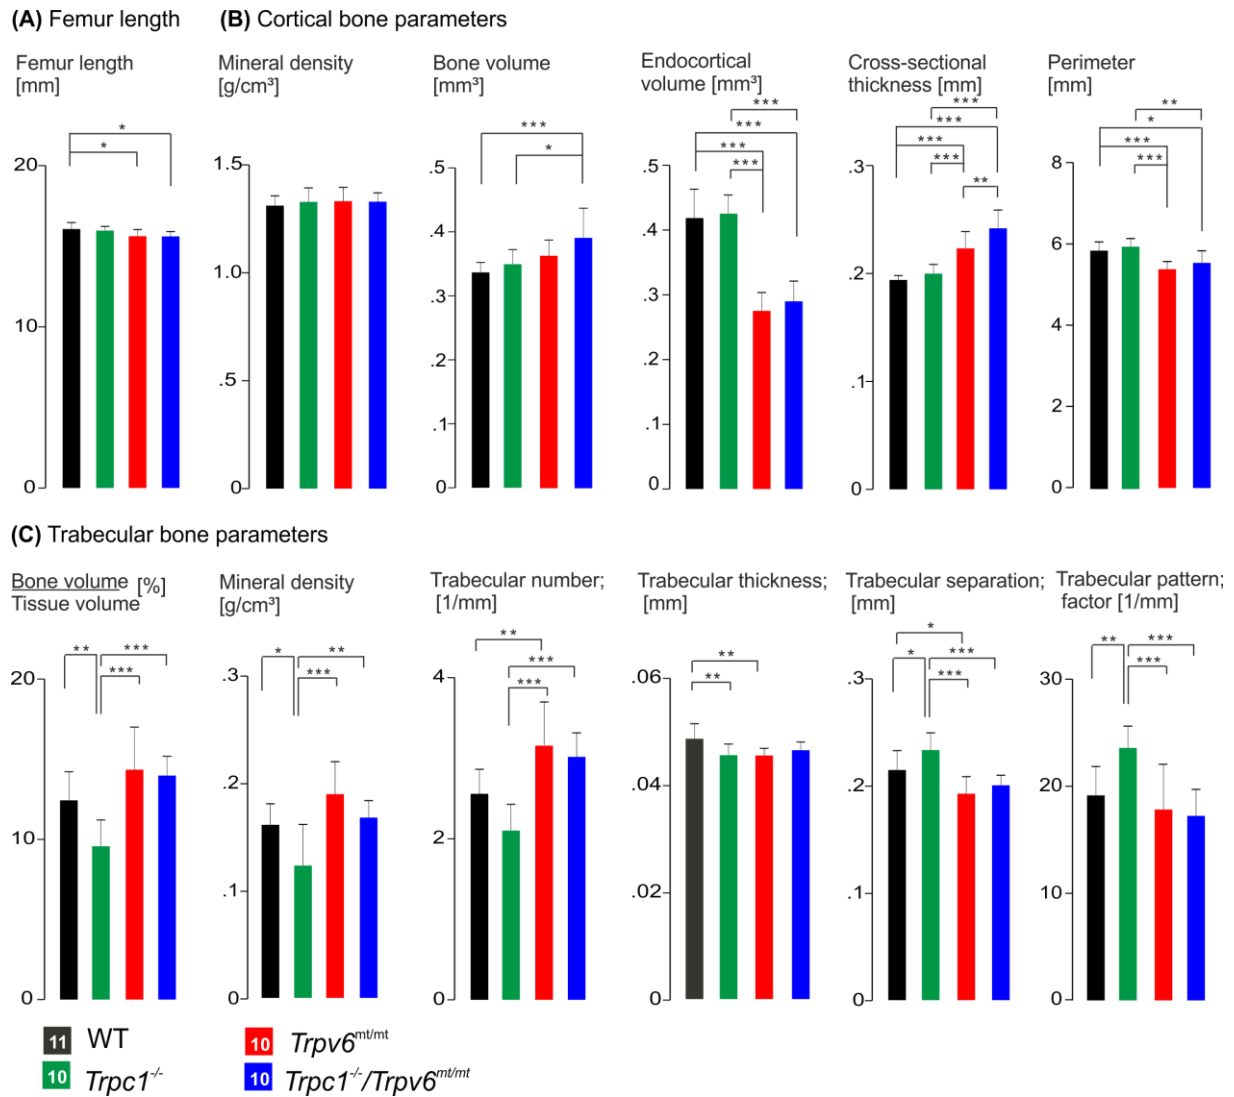 (A) Femur length (B) Cortical bone parameters
Femur length
[mm]
Mineral density
[g/cm³]
Bone volume
[mm³]
Endocortical
volume [mm³]
Cross-sectional
thickness [mm]
Perimeter
[mm]
*
*
20
10
0
1.5
1.0
.5
0
***
*
.5
.4
.3
.2
.1
0
***
***
***
***
.5
.4
.3
.2
.1
0
***
***
***
***
**
.3
.2
.1
0
**
*
***
***
8
6
4
2
0
(C) Trabecular bone parameters
Bone volume [%]
Tissue volume
Mineral density
[g/cm³]
Trabecular number;
[1/mm]
Trabecular thickness;
[mm]
Trabecular separation;
[mm]
Trabecular pattern;
factor [1/mm]
** ***
***
20
10
0
* **
***
.3
.2
.1
0
**
***
***
4
2
0
**
**
.06
.04
.02
0
*
* ***
***
.3
.2
.1
0
** ***
***
30
20
10
0
11 WT
10 Trpv6mt/mt
10 Trpc1-/-
10 Trpc1-/-/Trpv6mt/mt